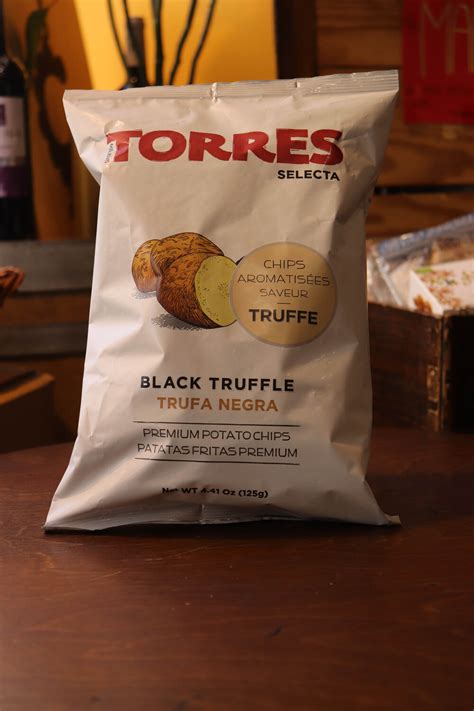 TORRES
SELECTA
CHIPS
AROMATISÉES
SAVEUR
TRUFFE
BLACK TRUFFLE
TRUFA NEGRA
PREMIUM POTATO CHIPS
PATATAS FRITAS PREMIUM
Net WT 4.41 Oz (125g)
MA